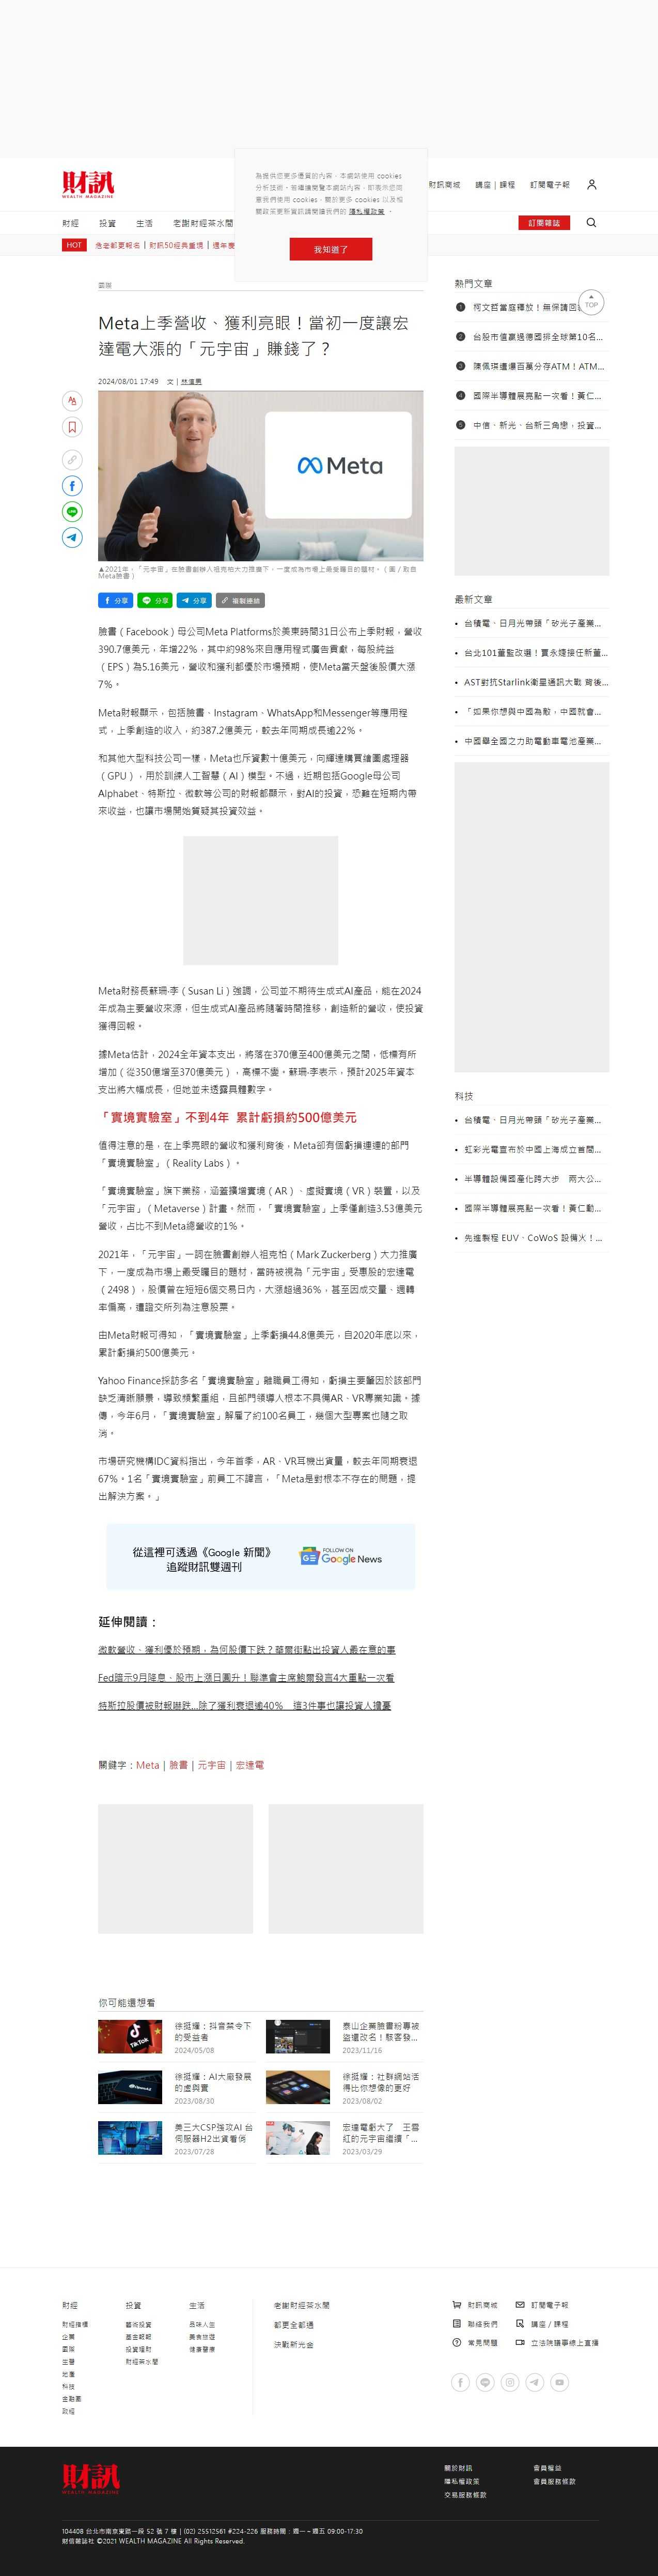 財訊
WEALTH MAGAZINE
為提供您更多優質的內容，本網站使用 cookies
分析技術。若繼續閱覽本網站內容，即表示您同
意我們使用 cookies，關於更多 cookies 以及相
關政策更新資訊請閱讀我們的 隱私權政策 。
我知道了
財訊商城
講座｜課程
訂閱電子報
財經
投資
生活
老謝財經茶水間
訂閱雜誌
HOT
危老都更報名
財訊50經典重現
國際
Meta上季營收、獲利亮眼！當初一度讓宏
達電大漲的「元宇宙」賺錢了？
2024/08/01 17:49 文｜林惟勇
Meta
▲2021年，「元宇宙」在臉書創辦人祖克柏大力推廣下，一度成為市場上最受矚目的題材。（圖／取自
Meta臉書）
分享
分享
分享
複製連結
臉書（Facebook）母公司Meta Platforms於美東時間31日公布上季財報，營收
390.7億美元，年增22%，其中約98%來自應用程式廣告貢獻，每股純益
（EPS）為5.16美元，營收和獲利都優於市場預期，使Meta當天盤後股價大漲
7%。
Meta財報顯示，包括臉書、Instagram、WhatsApp和Messenger等應用程
式，上季創造的收入，約387.2億美元，較去年同期成長逾22%。
和其他大型科技公司一樣，Meta也斥資數十億美元，向輝達購買繪圖處理器
（GPU），用於訓練人工智慧（AI）模型。不過，近期包括Google母公司
Alphabet、特斯拉、微軟等公司的財報都顯示，對AI的投資，恐難在短期內帶
來收益，也讓市場開始質疑其投資效益。
Meta財務長蘇珊·李（Susan Li）強調，公司並不期待生成式AI產品，能在2024
年成為主要營收來源，但生成式AI產品將隨著時間推移，創造新的營收，使投資
獲得回報。
據Meta估計，2024全年資本支出，將落在370億至400億美元之間，低標有所
增加（從350億增至370億美元），高標不變。蘇珊·李表示，預計2025年資本
支出將大幅成長，但她並未透露具體數字。
「實境實驗室」不到4年 累計虧損約500億美元
值得注意的是，在上季亮眼的營收和獲利背後，Meta卻有個虧損連連的部門
「實境實驗室」（Reality Labs）。
「實境實驗室」旗下業務，涵蓋擴增實境（AR）、虛擬實境（VR）裝置，以及
「元宇宙」（Metaverse）計畫。然而，「實境實驗室」上季僅創造3.53億美元
營收，占比不到Meta總營收的1%。
2021年，「元宇宙」一詞在臉書創辦人祖克柏（Mark Zuckerberg）大力推廣
下，一度成為市場上最受矚目的題材，當時被視為「元宇宙」受惠股的宏達電
（2498），股價曾在短短6個交易日內，大漲超過36%，甚至因成交量、週轉
率偏高，遭證交所列為注意股票。
由Meta財報可得知，「實境實驗室」上季虧損44.8億美元，自2020年底以來，
累計虧損約500億美元。
Yahoo Finance採訪多名「實境實驗室」離職員工得知，虧損主要肇因於該部門
缺乏清晰願景，導致頻繁重組，且部門領導人根本不具備AR、VR專業知識。據
傳，今年6月，「實境實驗室」解雇了約100名員工，幾個大型專案也隨之取
消。
市場研究機構IDC資料指出，今年首季，AR、VR耳機出貨量，較去年同期衰退
67%。1名「實境實驗室」前員工不諱言，「Meta是對根本不存在的問題，提
出解決方案。」
從這裡可透過《Google 新聞》
追蹤財訊雙週刊
FOLLOW ON
Google News
延伸閱讀：
微軟營收、獲利優於預期，為何股價下跌？華爾街點出投資人最在意的事
Fed暗示9月降息、股市上漲日圓升！聯準會主席鮑爾發言4大重點一次看
特斯拉股價被財報嚇跌…除了獲利衰退逾40% 這3件事也讓投資人擔憂
關鍵字：Meta｜臉書｜元宇宙｜宏達電
熱門文章
TOP
1 柯文哲當庭釋放！無保請回
2 台股市值贏過德國排全球第10名...
3 陳佩琪遭爆百萬分存ATM！ATM...
4 國際半導體展亮點一次看！黃仁...
5 中信、新光、台新三角戀，投資...
最新文章
台積電、日月光帶頭「矽光子產業...
台北101董監改選！賈永婕接任新董...
AST對抗Starlink衛星通訊大戰 背後...
「如果你想與中國為敵，中國就會...
中國舉全國之力助電動車電池產業...
科技
台積電、日月光帶頭「矽光子產業...
虹彩光電宣布於中國上海成立首間...
半導體設備國產化跨大步 兩大公...
國際半導體展亮點一次看！黃仁勳...
先進製程 EUV、CoWoS 設備火！...
你可能還想看
徐挺耀：抖音禁令下
的受益者
2024/05/08
泰山企業臉書粉專被
盜還改名！駭客發...
2023/11/16
徐挺耀：AI大廠發展
的虛與實
2023/08/30
徐挺耀：社群網站活
得比你想像的更好
2023/08/02
美三大CSP強攻AI 台
伺服器H2出貨看俏
2023/07/28
宏達電虧大了 王雪
紅的元宇宙繼續「...
2023/03/29
財經
財經指標
企業
國際
生醫
地產
科技
金融圈
政經
投資
藝術投資
基金報報
投資理財
財經茶水間
生活
品味人生
美食旅遊
健康醫療
老謝財經茶水間
都更全都通
決戰新光金
財訊商城
訂閱電子報
聯絡我們
講座 / 課程
常見問題
立法院議事線上直播
財訊
WEALTH MAGAZINE
關於財訊
會員權益
隱私權政策
會員服務條款
交易服務條款
104408 台北市南京東路一段 52 號 7 樓 | (02) 25512561 #224-226 服務時間：週一～週五 09:00-17:30
財信雜誌社 ©2021 WEALTH MAGAZINE All Rights Reserved.